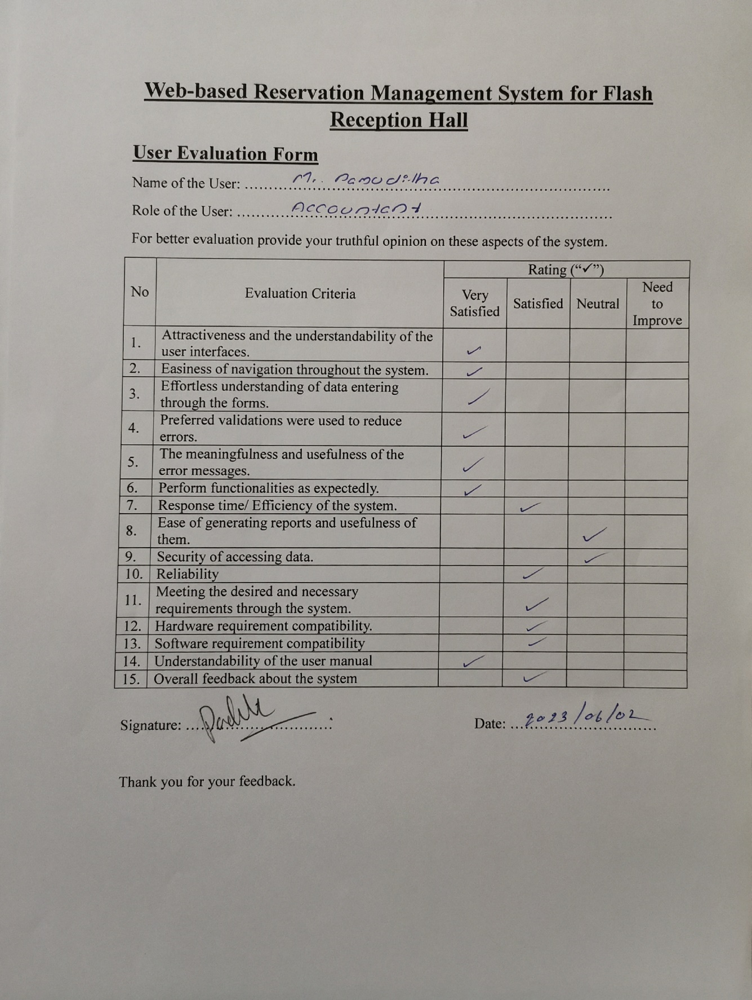 Web-based Reservation Management System for Flash
Reception Hall
User Evaluation Form
Name of the User: Mr.
Role of the User: Accountant
For better evaluation provide your truthful opinion on these aspects of the system.
Rating (“✓”)
No
Evaluation Criteria
Very
Satisfied
Satisfied
Neutral
Need
to
Improve
1. Attractiveness and the understandability of the
user interfaces. ✓
2. Easiness of navigation throughout the system. ✓
3. Effortless understanding of data entering
through the forms. ✓
4. Preferred validations were used to reduce
errors. ✓
5. The meaningfulness and usefulness of the
error messages. ✓
6. Perform functionalities as expectedly. ✓
7. Response time/ Efficiency of the system. ✓
8. Ease of generating reports and usefulness of
them. ✓
9. Security of accessing data. ✓
10. Reliability ✓
11. Meeting the desired and necessary
requirements through the system. ✓
12. Hardware requirement compatibility. ✓
13. Software requirement compatibility ✓
14. Understandability of the user manual ✓
15. Overall feedback about the system ✓
Signature: Date: 2023/06/02
Thank you for your feedback.